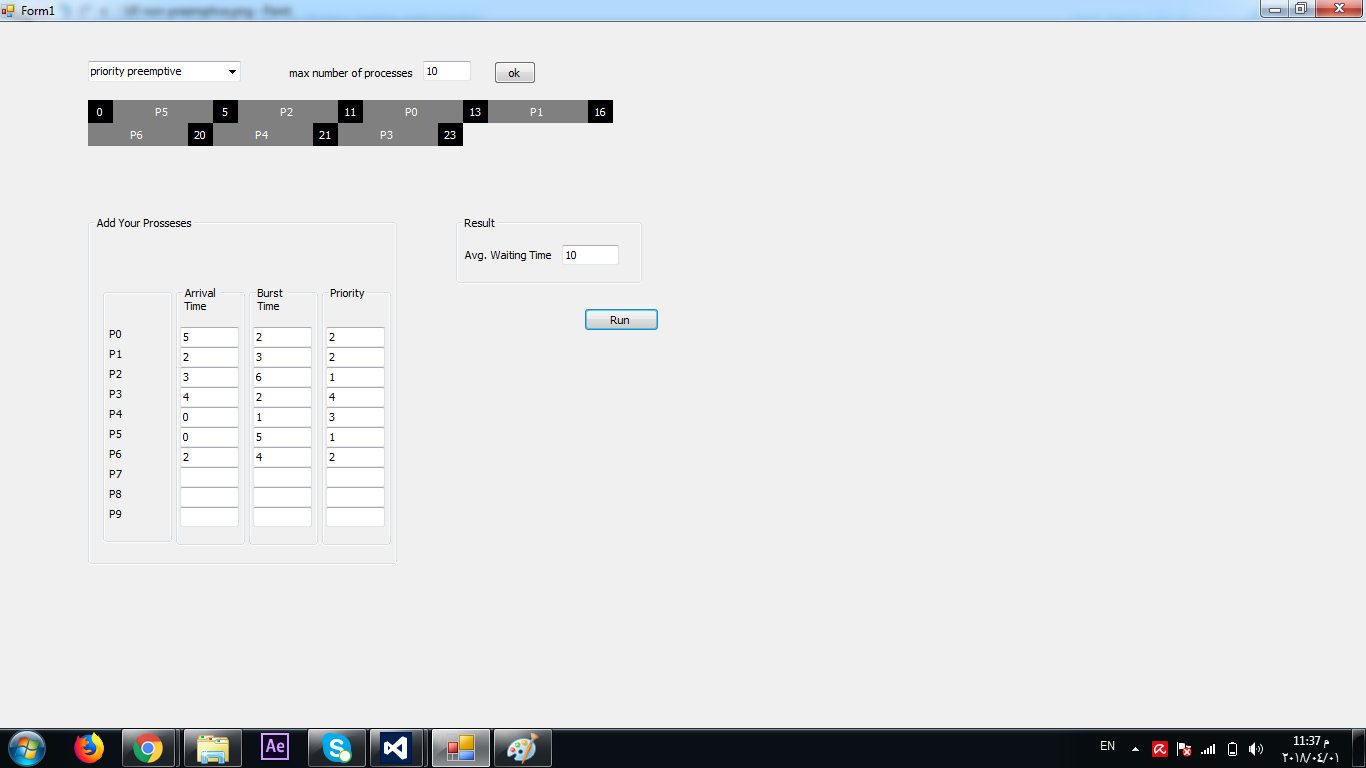 Form1
priority preemptive max number of processes 10 ok
0 P5 5 P2 11 P0 13 P1 16
P6 20 P4 21 P3 23
Add Your Prosseses
Result
Avg. Waiting Time 10
Arrival Time Burst Time Priority
Run
P0 5 2 2
P1 2 3 2
P2 3 6 1
P3 4 2 4
P4 0 1 3
P5 0 5 1
P6 2 4 2
P7
P8
P9
Ae
EN
11:37 م
٢٠١٨/٠٤/٠١